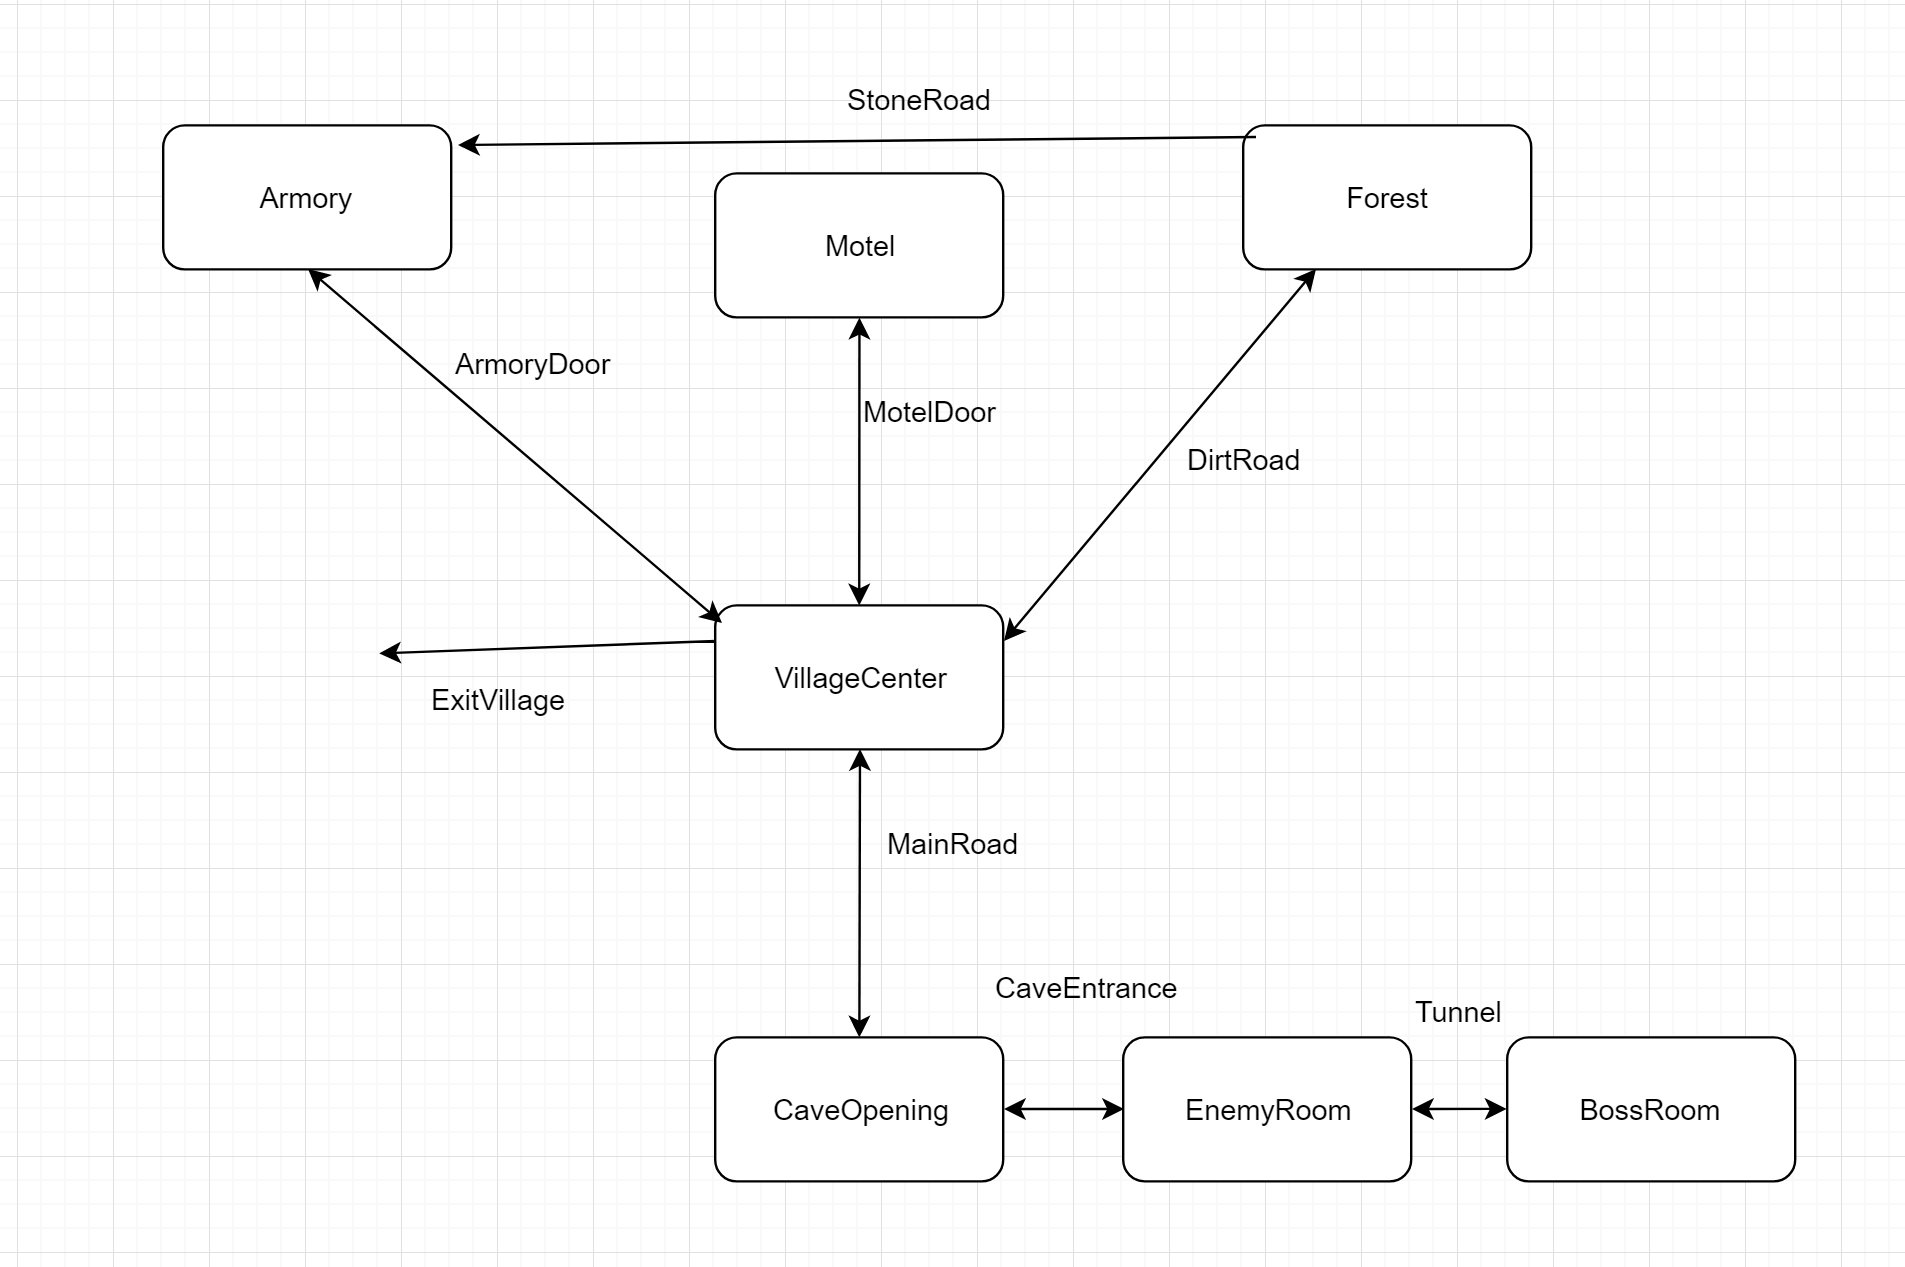 StoneRoad
Armory
Motel
Forest
ArmoryDoor
MotelDoor
DirtRoad
VillageCenter
ExitVillage
MainRoad
CaveEntrance
Tunnel
CaveOpening
EnemyRoom
BossRoom